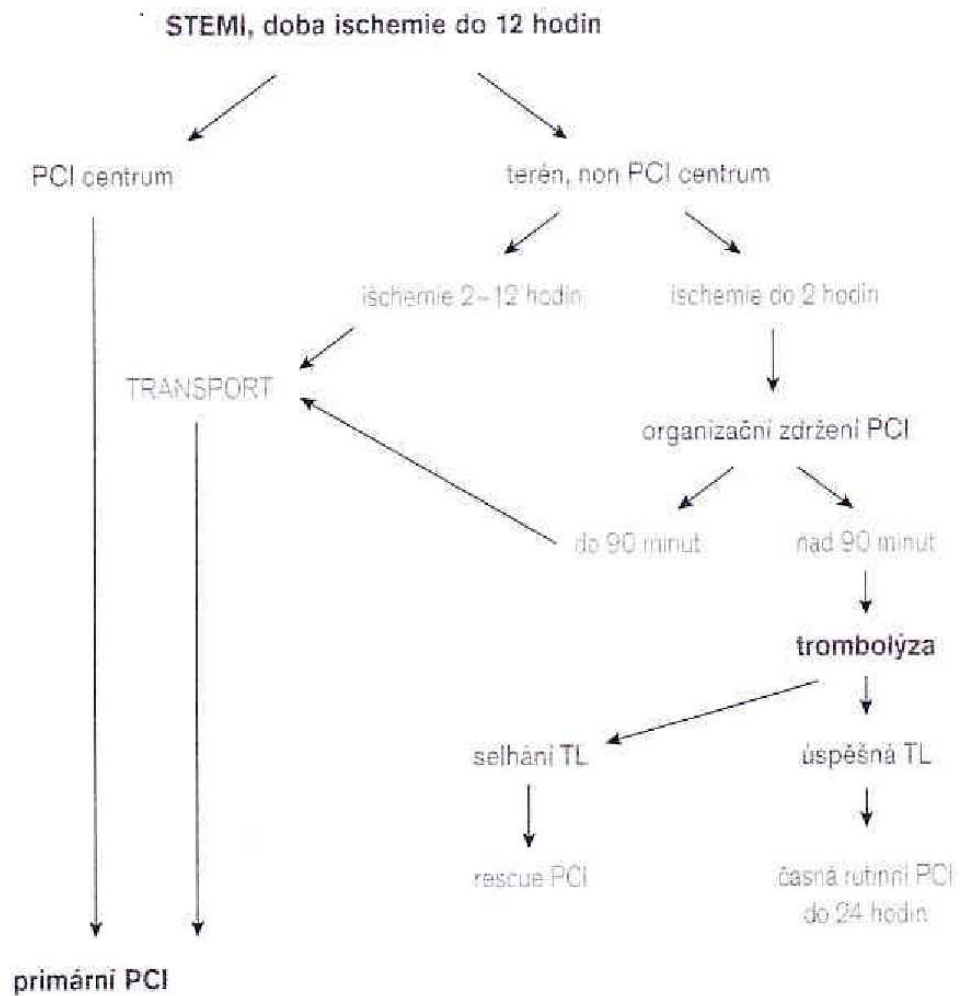 STEMI, doba ischemie do 12 hodin
PCI centrum
terén, non PCI centrum
ischemie 2–12 hodin
ischemie do 2 hodin
TRANSPORT
organizační zdržení PCI
do 90 minut
nad 90 minut
trombolýza
selhání TL
úspěšná TL
rescue PCI
časná rutinní PCI
do 24 hodin
primární PCI